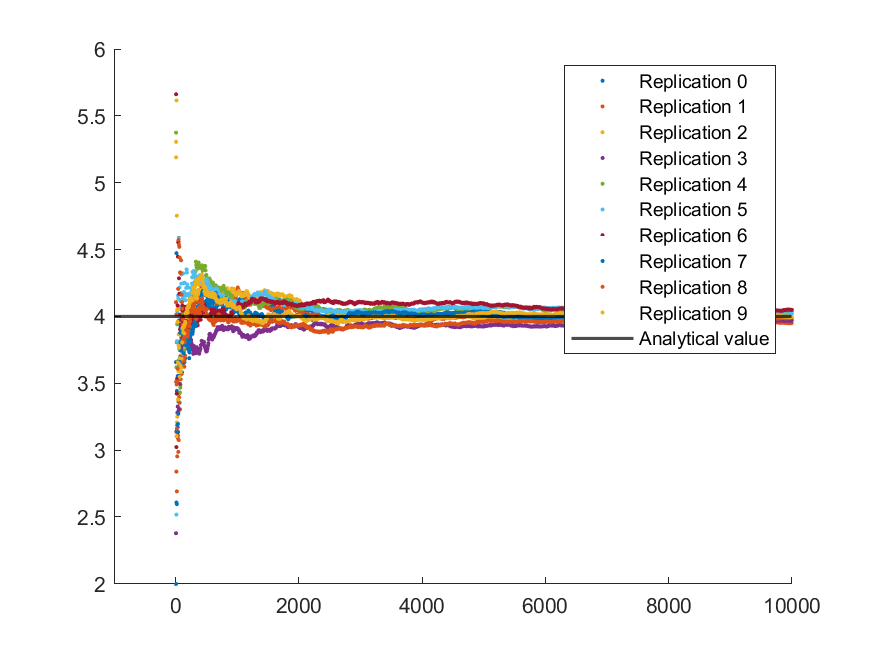 6
5.5
5
4.5
4
3.5
3
2.5
2
0
2000
4000
6000
8000
10000
Replication 0
Replication 1
Replication 2
Replication 3
Replication 4
Replication 5
Replication 6
Replication 7
Replication 8
Replication 9
Analytical value